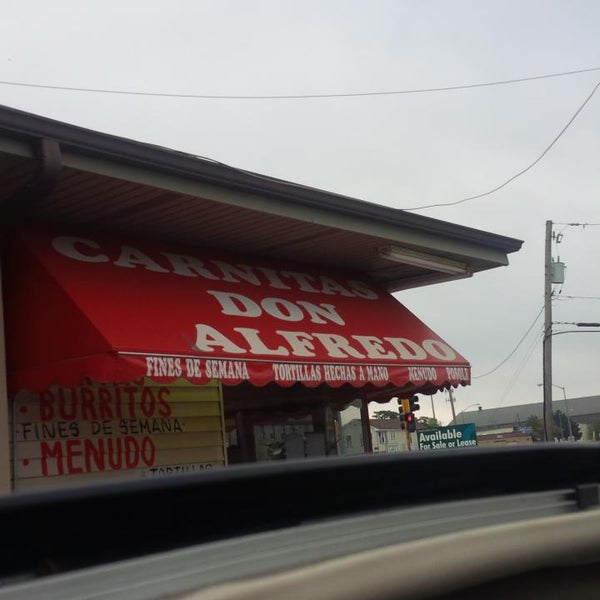 CARNITAS
DON
ALFREDO
FINES DE SEMANA TORTILLAS HECHAS A MANO MENUDO POSOLE
· BURRITOS
·FINES DE SEMANA·
· MENUDO
· TORTILLAS
Available
For Sale or Lease